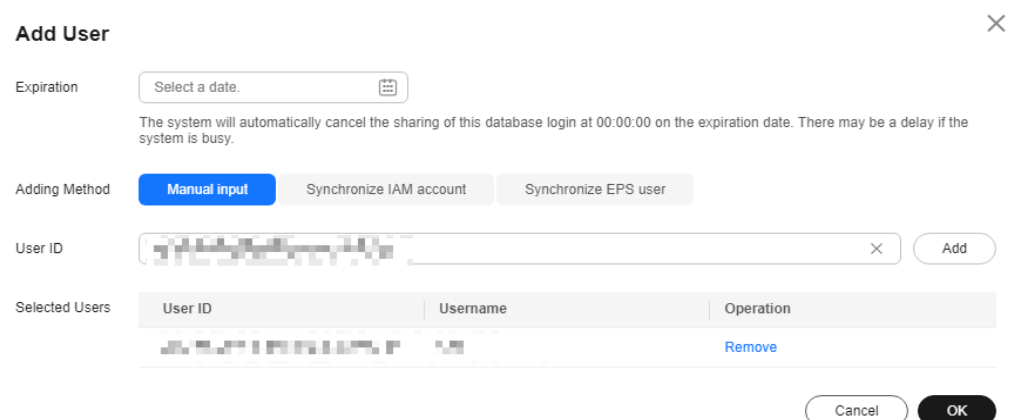 Add User
Expiration
Select a date.
The system will automatically cancel the sharing of this database login at 00:00:00 on the expiration date. There may be a delay if the
system is busy.
Adding Method
Manual input
Synchronize IAM account
Synchronize EPS user
User ID
Add
Selected Users
User ID
Username
Operation
Remove
Cancel
OK